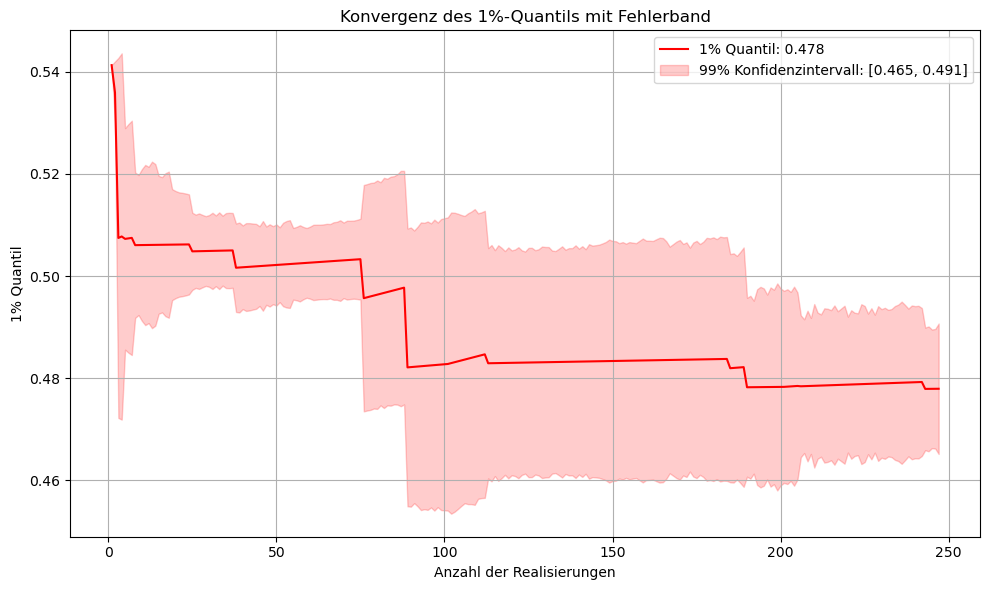 Konvergenz des 1%-Quantils mit Fehlerband
1% Quantil: 0.478
99% Konfidenzintervall: [0.465, 0.491]
1% Quantil
0.54
0.52
0.50
0.48
0.46
0
50
100
150
200
250
Anzahl der Realisierungen